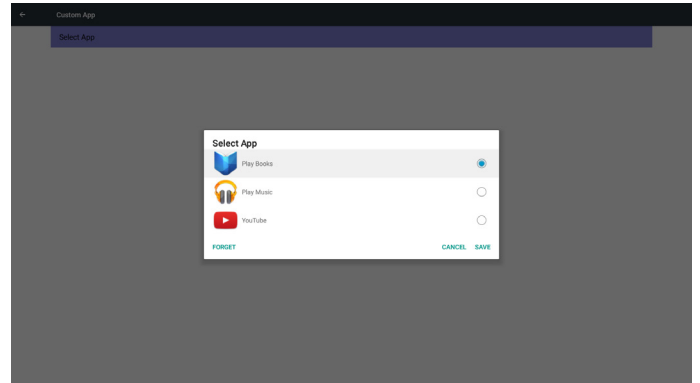 Custom App
Select App
Select App
Play Books
Play Music
YouTube
FORGET
CANCEL SAVE